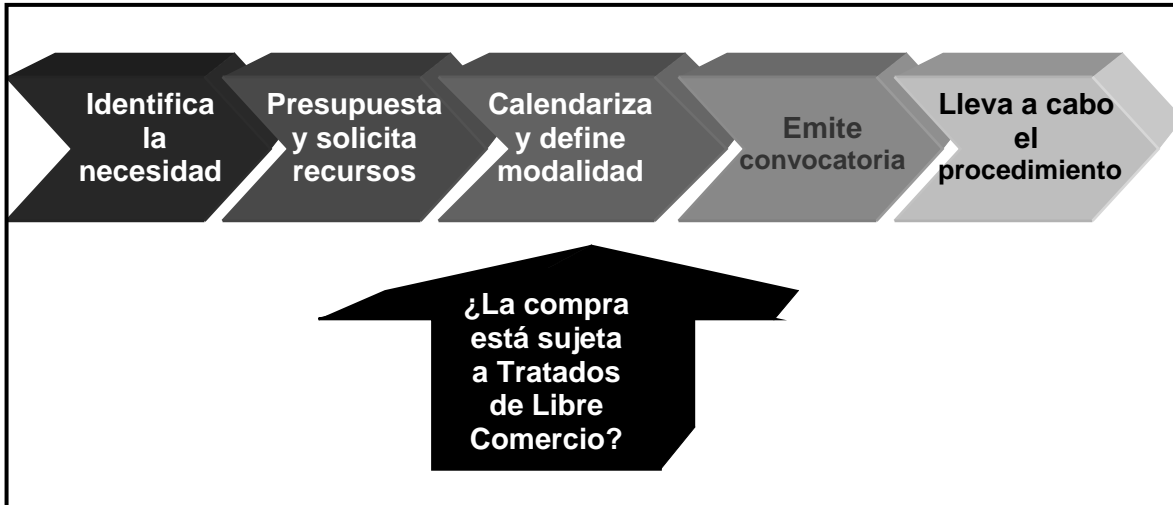 Identifica
la
necesidad
Presupuesta
y solicita
recursos
Calendariza
y define
modalidad
Emite
convocatoria
Lleva a cabo
el
procedimiento
¿La compra
está sujeta
a Tratados
de Libre
Comercio?